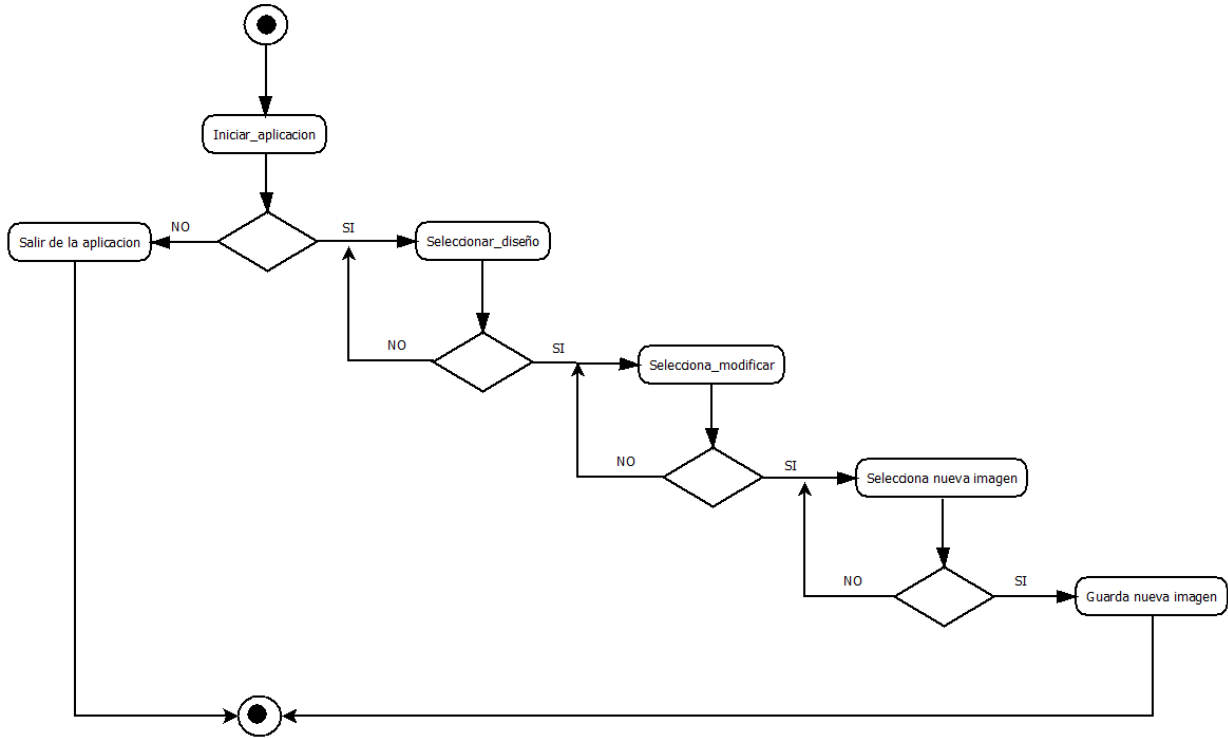 Iniciar_aplicacion
Salir de la aplicacion
NO
SI
Seleccionar_diseño
NO
SI
Selecciona_modificar
NO
SI
Selecciona nueva imagen
NO
SI
Guarda nueva imagen